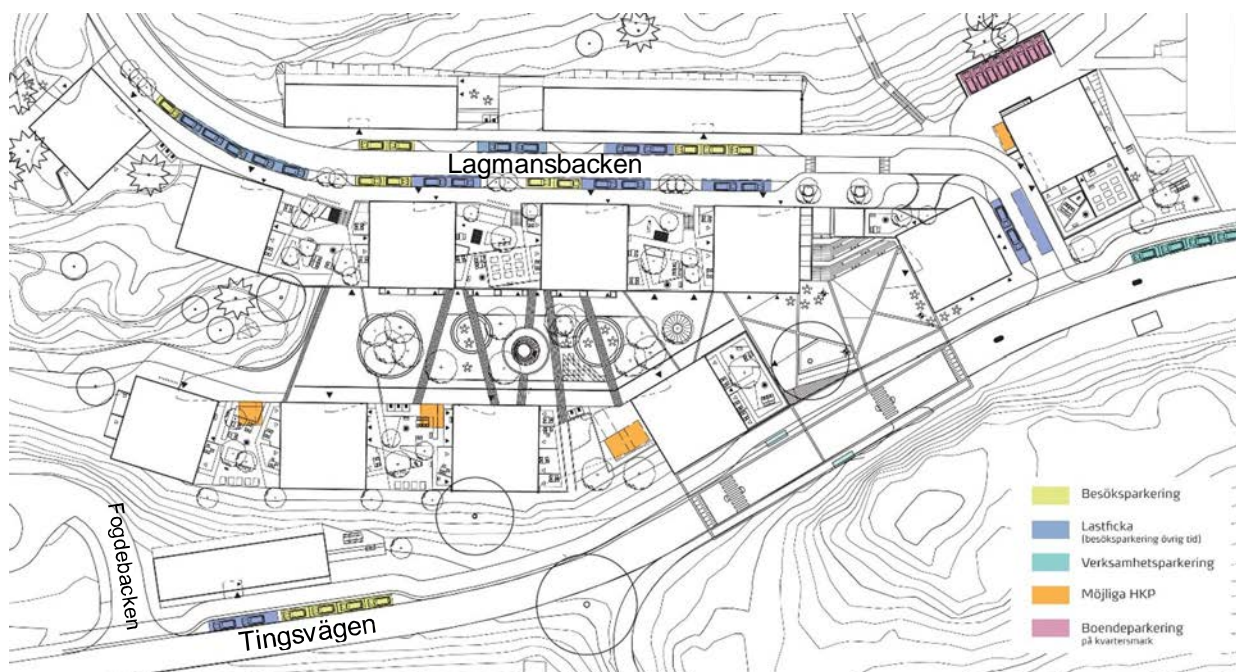 Lagmansbacken
Fogdebacken
Tingsvägen
Besöksparkering
Lastficka
(besöksparkering övrig tid)
Verksamhetsparkering
Möjliga HKP
Boendeparkering
på kvartersmark